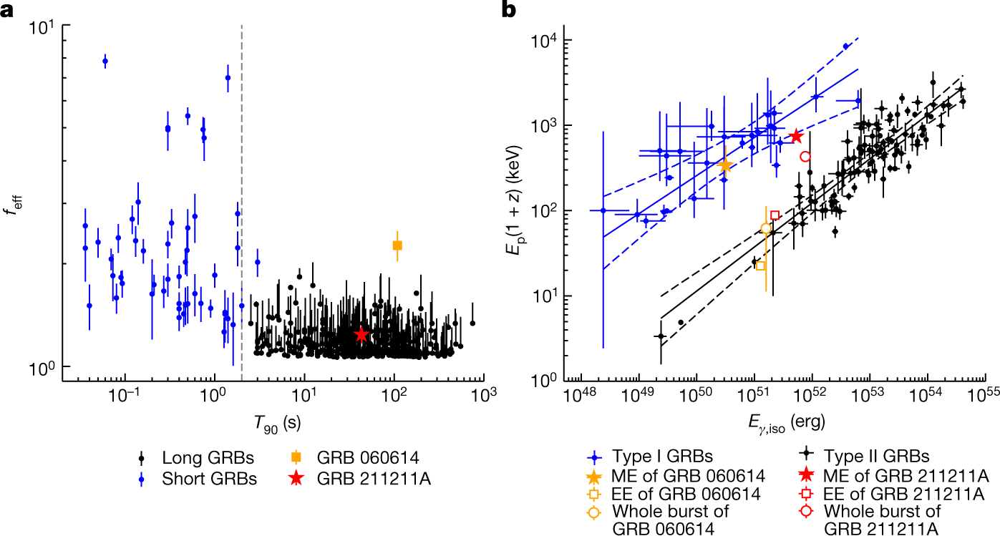 a
f_eff
10^1
10^0
10^–1
10^0
10^1
10^2
10^3
T_90 (s)
Long GRBs
Short GRBs
GRB 060614
GRB 211211A
b
E_p(1 + z) (keV)
10^4
10^3
10^2
10^1
10^0
10^48
10^49
10^50
10^51
10^52
10^53
10^54
10^55
E_γ,iso (erg)
Type I GRBs
ME of GRB 060614
EE of GRB 060614
Whole burst of
GRB 060614
Type II GRBs
ME of GRB 211211A
EE of GRB 211211A
Whole burst of
GRB 211211A